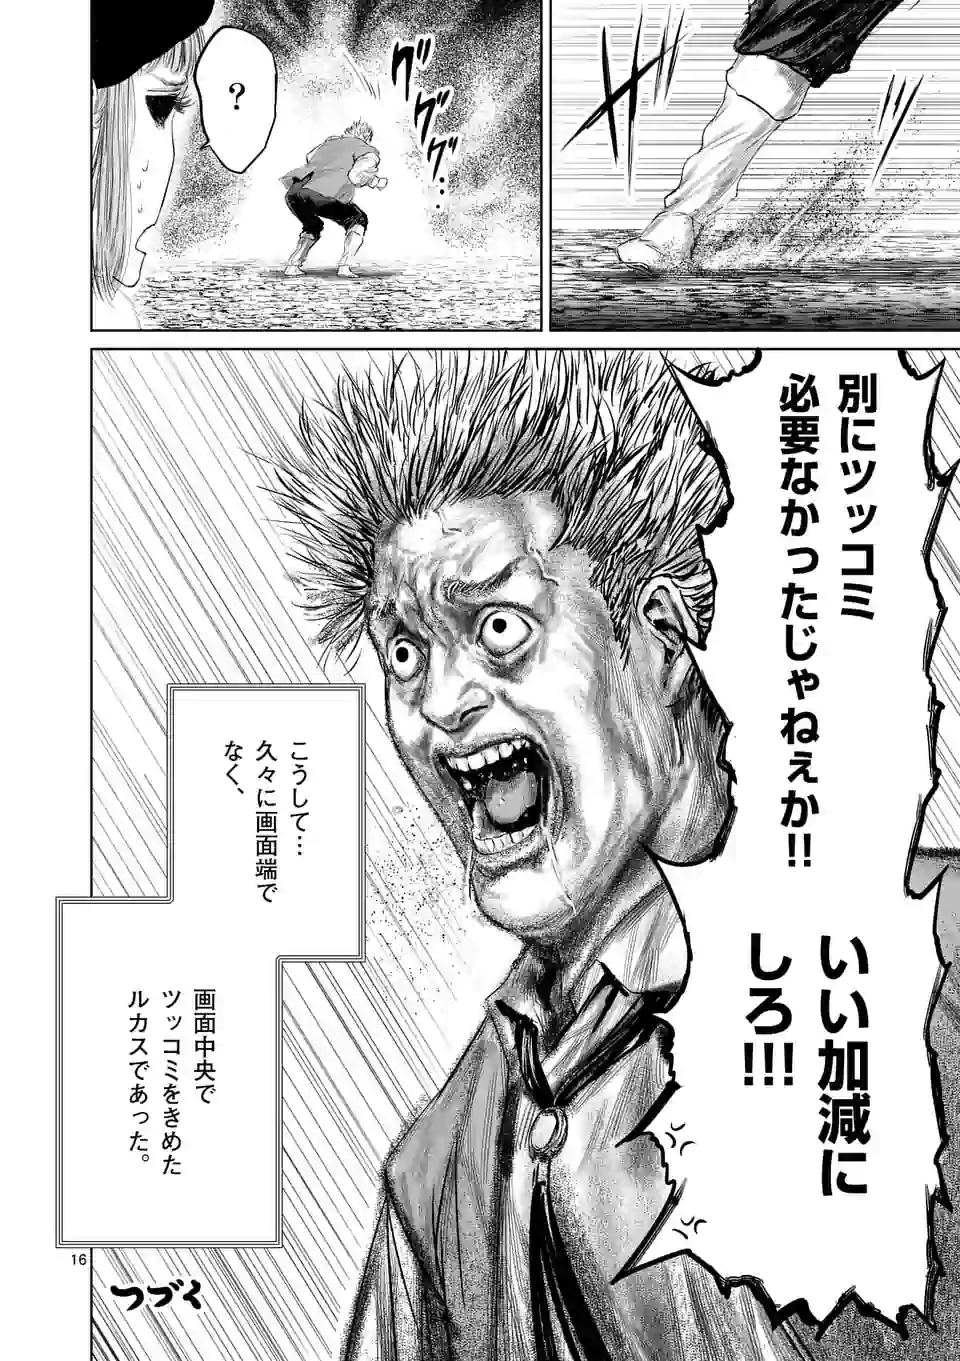 ？
グググ…
別にツッコミ
必要なかったじゃねぇか!!
いい加減に
しろ!!!
こうして…
久々に画面端で
なく、
画面中央で
ツッコミをきめた
ルカスであった。
16
つづく